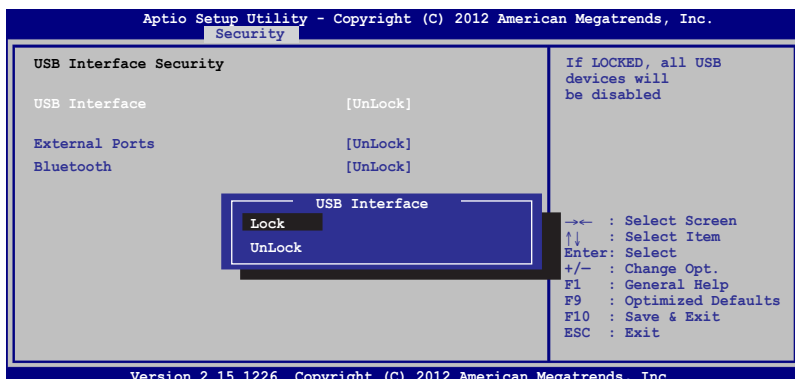 Aptio Setup Utility - Copyright (C) 2012 American Megatrends, Inc.
Security
USB Interface Security
USB Interface [UnLock]
External Ports [UnLock]
Bluetooth [UnLock]
USB Interface
Lock
UnLock
If LOCKED, all USB
devices will
be disabled
→← : Select Screen
↑↓ : Select Item
Enter: Select
+/— : Change Opt.
F1 : General Help
F9 : Optimized Defaults
F10 : Save & Exit
ESC : Exit
Version 2.15.1226. Copyright (C) 2012 American Megatrends, Inc.